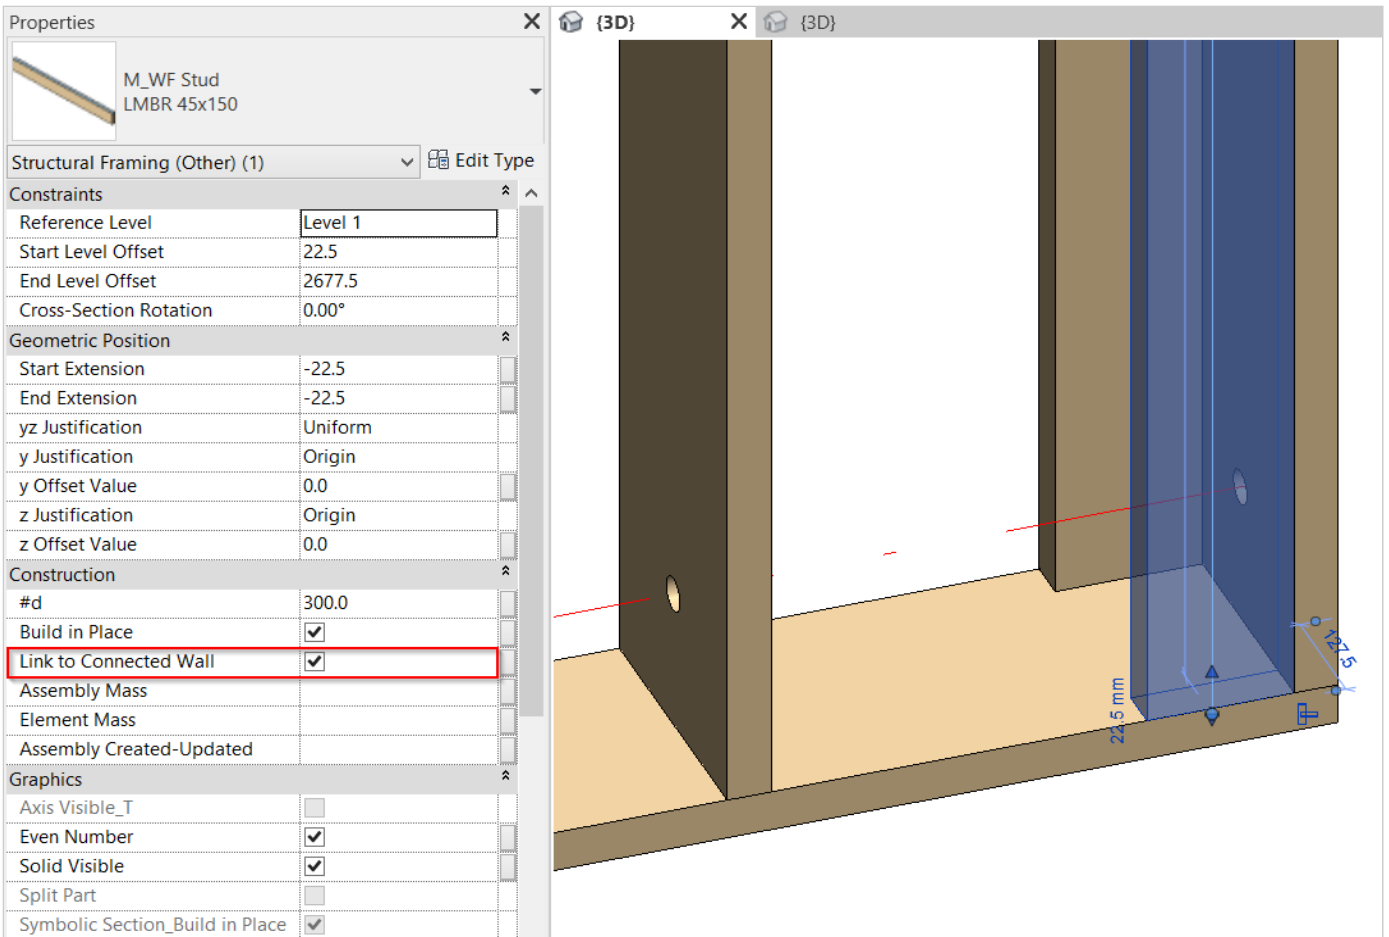 Properties
M_WF Stud
LMBR 45x150
Structural Framing (Other) (1)
Edit Type
Constraints
Reference Level Level 1
Start Level Offset 22.5
End Level Offset 2677.5
Cross-Section Rotation 0.00°
Geometric Position
Start Extension -22.5
End Extension -22.5
yz Justification Uniform
y Justification Origin
y Offset Value 0.0
z Justification Origin
z Offset Value 0.0
Construction
#d 300.0
Build in Place
Link to Connected Wall
Assembly Mass
Element Mass
Assembly Created-Updated
Graphics
Axis Visible_T
Even Number
Solid Visible
Split Part
Symbolic Section_Build in Place
{3D}
{3D}
127.5
22.5 mm